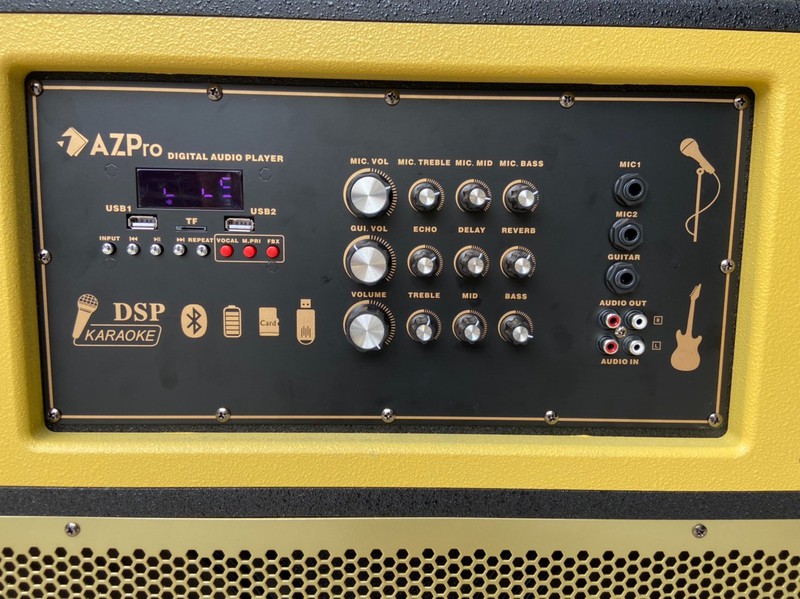 AZPro DIGITAL AUDIO PLAYER
USB1
TF
USB2
INPUT
REPEAT
VOCAL M.PRI FBX
DSP
KARAOKE
Card
MIC. VOL MIC. TREBLE MIC. MID MIC. BASS
GUI. VOL ECHO DELAY REVERB
VOLUME TREBLE MID BASS
MIC1
MIC2
GUITAR
AUDIO OUT
R
L
AUDIO IN